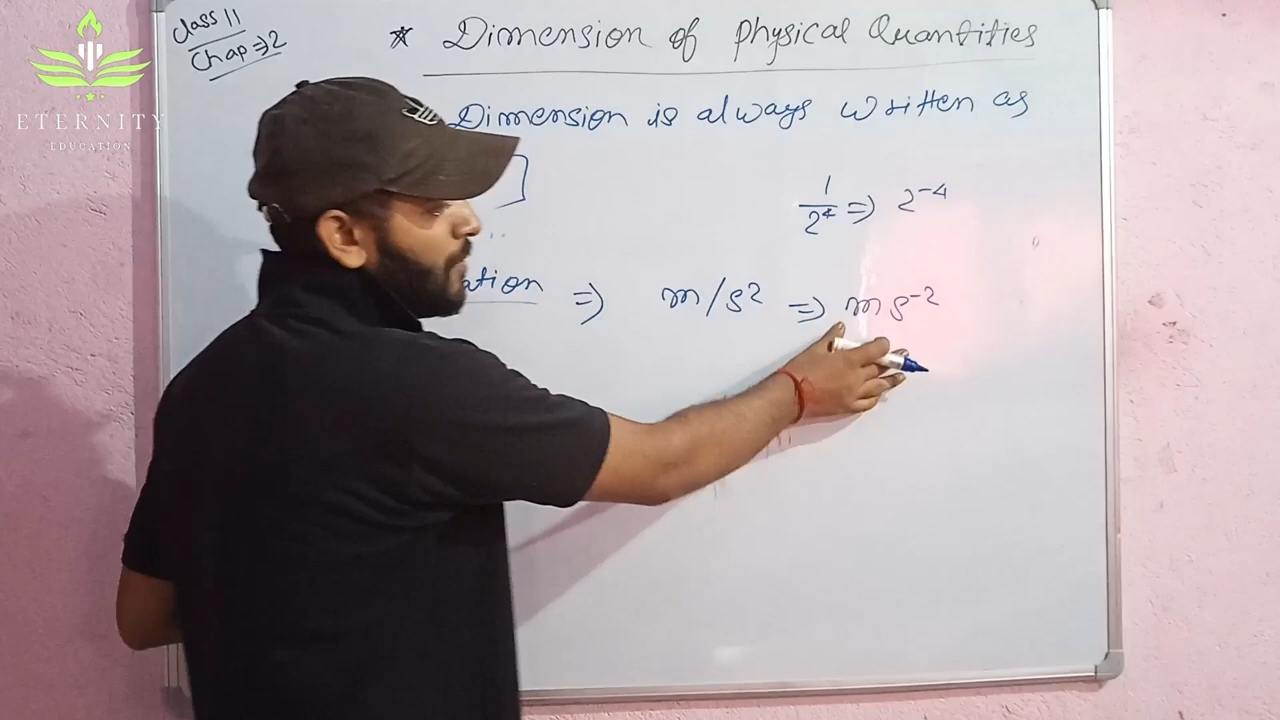 ETERNITY
EDUCATION
Class 11
Chap ⇒ 2
* Dimension of Physical Quantities
Dimension is always written as
]
1/2⁴ ⇒ 2⁻⁴
ation ⇒ m/s² ⇒ m s⁻²